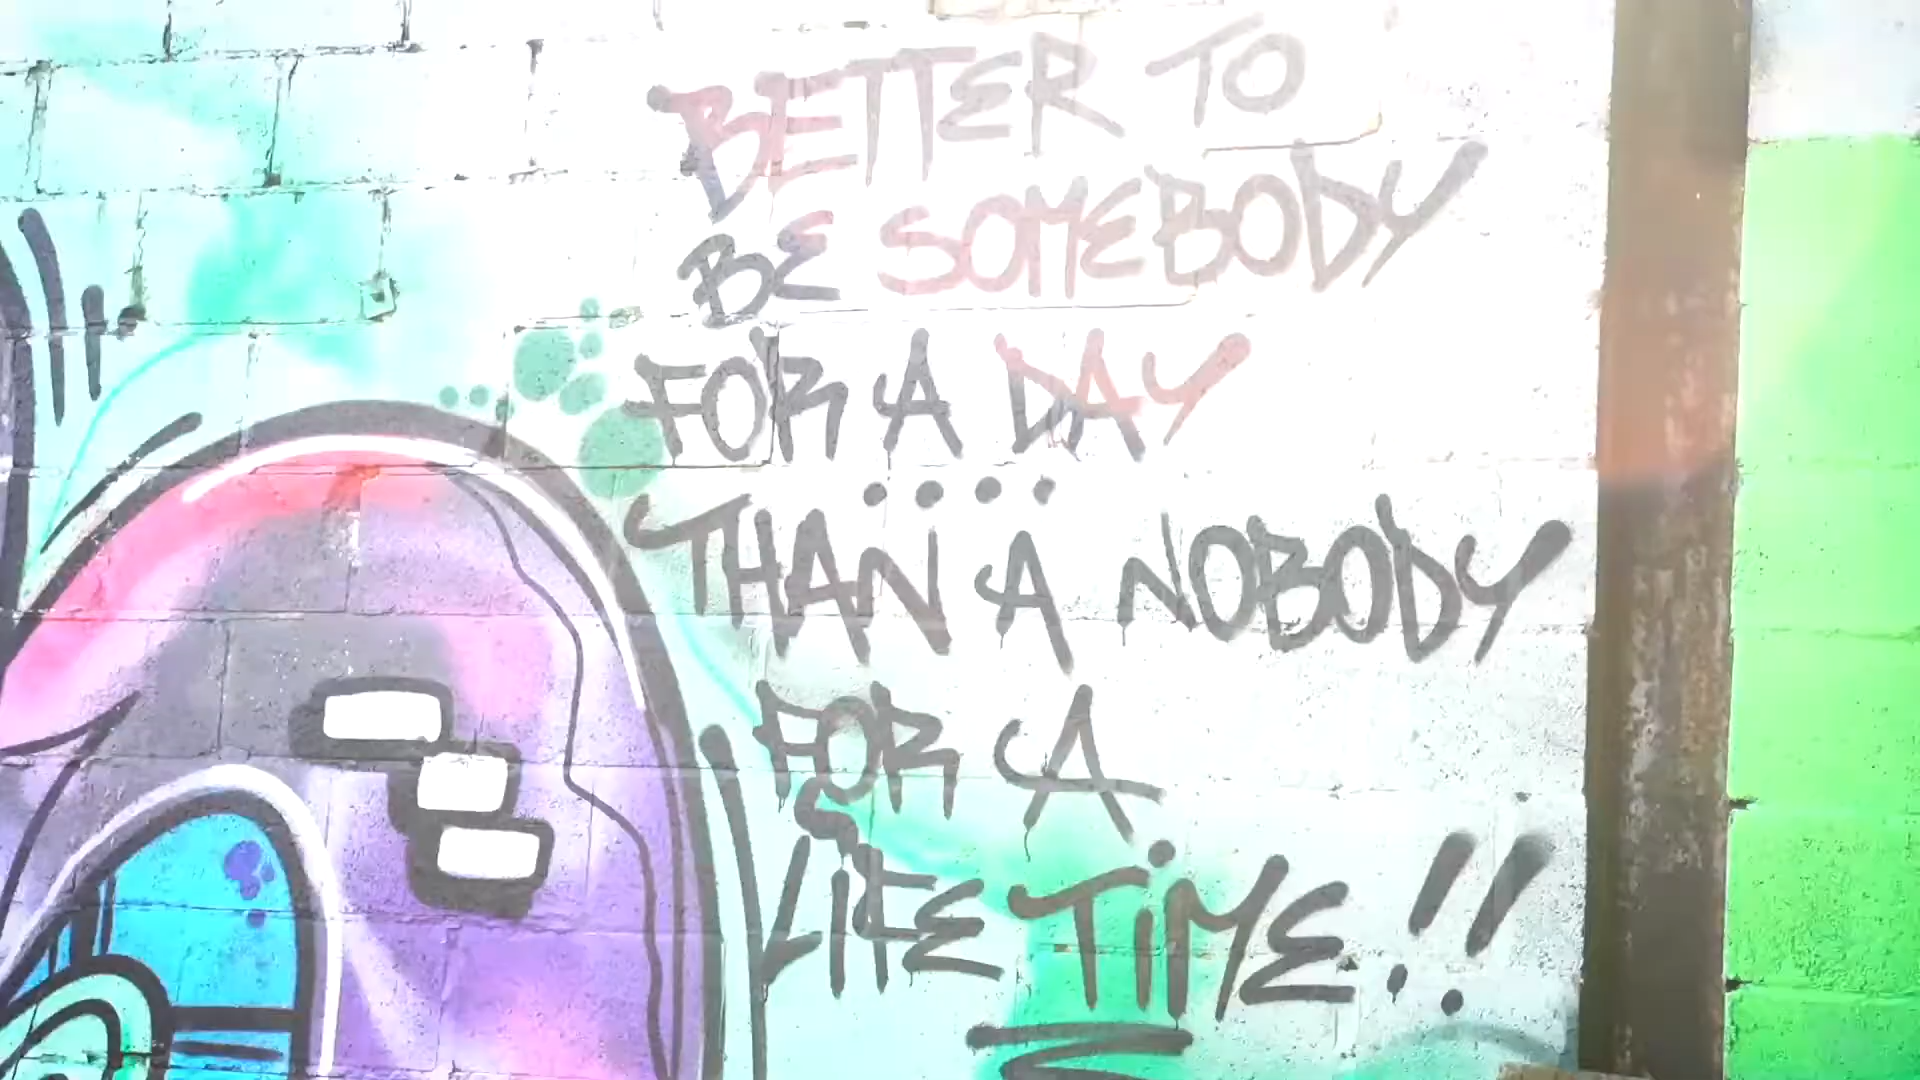 BETTER TO
BE SOMEBODY
FOR A DAY
....
THAN A NOBODY
FOR A
LIFE TIME!!